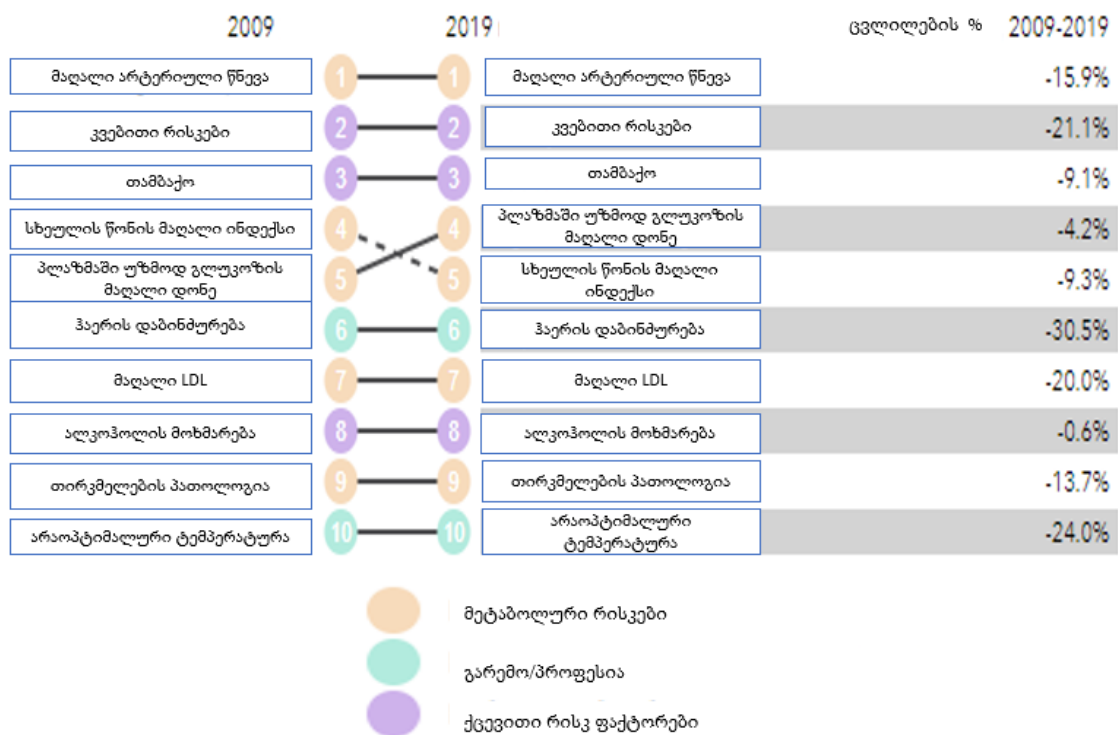 2009 2019 ცვლილების % 2009-2019
მაღალი არტერიული წნევა 1 1 მაღალი არტერიული წნევა -15.9%
კვებითი რისკები 2 2 კვებითი რისკები -21.1%
თამბაქო 3 3 თამბაქო -9.1%
სხეულის წონის მაღალი ინდექსი 4 4 პლაზმაში უზმოდ გლუკოზის
მაღალი დონე -4.2%
პლაზმაში უზმოდ გლუკოზის
მაღალი დონე 5 5 სხეულის წონის მაღალი
ინდექსი -9.3%
ჰაერის დაბინძურება 6 6 ჰაერის დაბინძურება -30.5%
მაღალი LDL 7 7 მაღალი LDL -20.0%
ალკოჰოლის მოხმარება 8 8 ალკოჰოლის მოხმარება -0.6%
თირკმელების პათოლოგია 9 9 თირკმელების პათოლოგია -13.7%
არაოპტიმალური ტემპერატურა 10 10 არაოპტიმალური
ტემპერატურა -24.0%
მეტაბოლური რისკები
გარემო/პროფესია
ქცევითი რისკ ფაქტორები